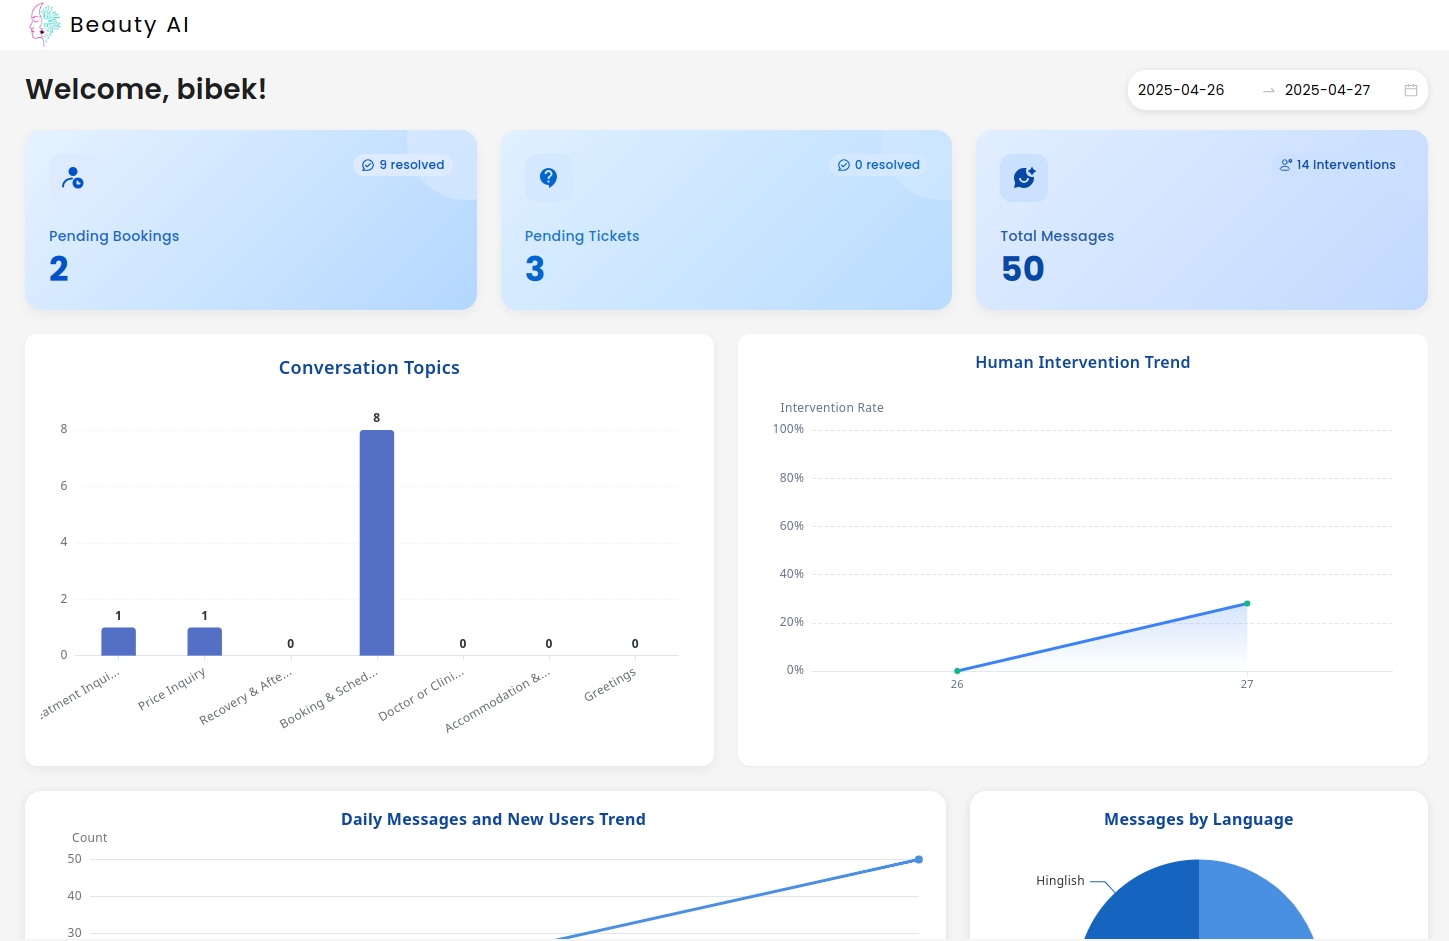 Beauty AI
Welcome, bibek!
2025-04-26
2025-04-27
9 resolved
Pending Bookings
2
0 resolved
Pending Tickets
3
14 Interventions
Total Messages
50
Conversation Topics
8
6
4
2
0
1
1
0
8
0
0
0
eatment Inqui...
Price Inquiry
Recovery & Afte...
Booking & Sched...
Doctor or Clini...
Accommodation &...
Greetings
Human Intervention Trend
Intervention Rate
100%
80%
60%
40%
20%
0%
26
27
Daily Messages and New Users Trend
Count
50
40
30
Messages by Language
Hinglish